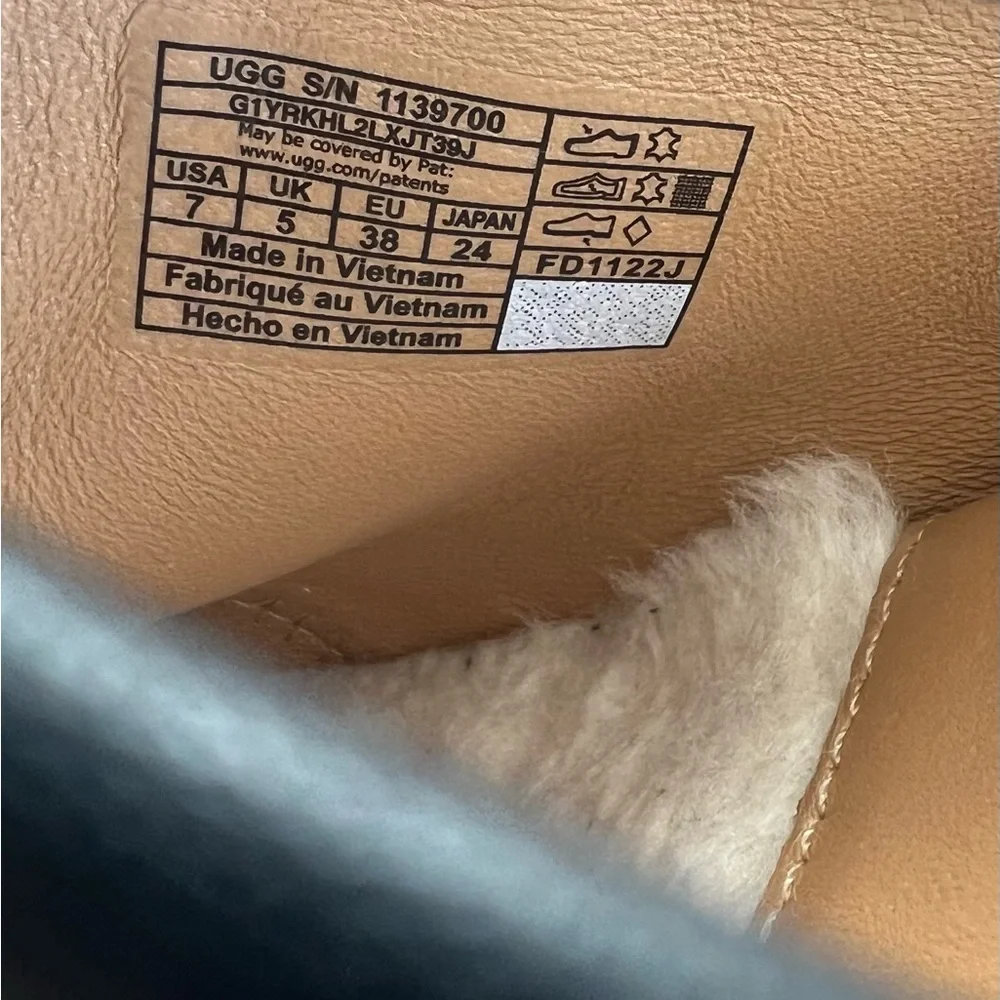 UGG S/N 1139700
G1YRKHL2LXJT39J
May be covered by Pat:
www.ugg.com/patents
USA UK EU JAPAN
7 5 38 24
Made in Vietnam
Fabriqué au Vietnam
Hecho en Vietnam
FD1122J